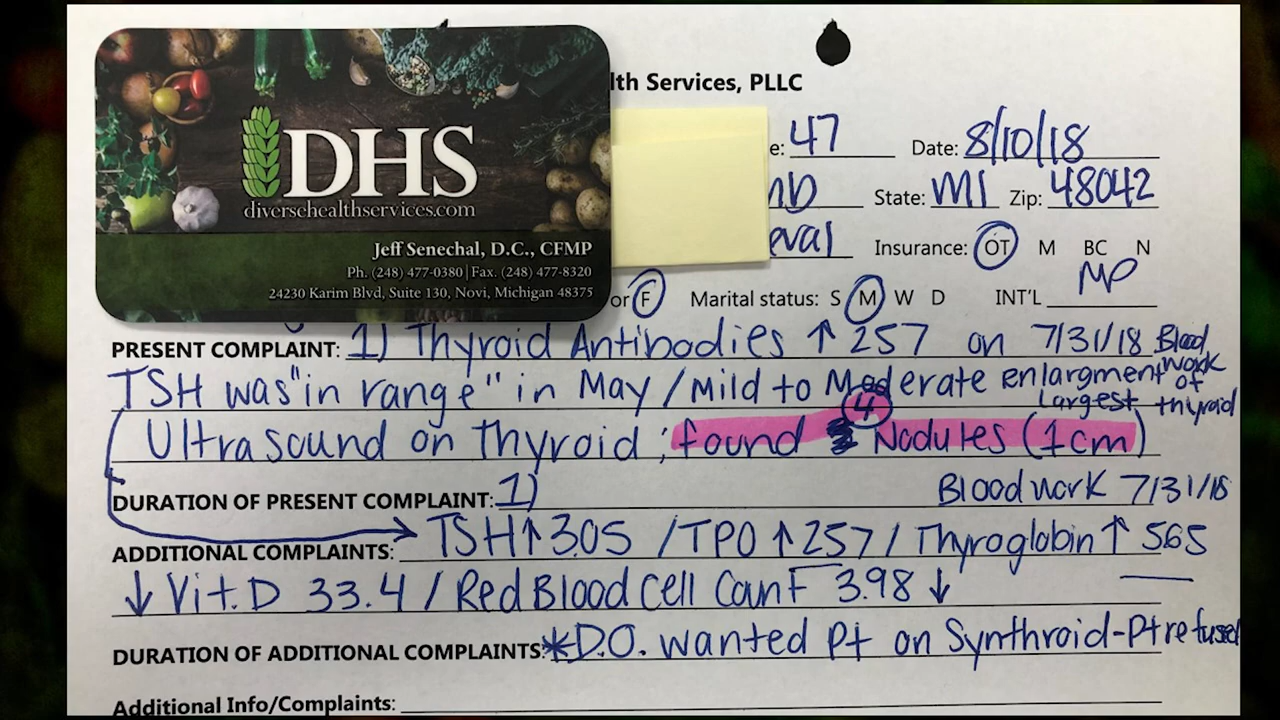 DHS
diversehealthservices.com
Jeff Senechal, D.C., CFMP
Ph. (248) 477-0380 | Fax. (248) 477-8320
24230 Karim Blvd, Suite 130, Novi, Michigan 48375
lth Services, PLLC
e: 47 Date: 8/10/18
State: MI Zip: 48042
eval Insurance: OT M BC N
or F Marital status: S M W D INT'L MP
PRESENT COMPLAINT: 1) Thyroid Antibodies ↑ 257 on 7/31/18 Blood work of thyroid
TSH was "in range" in May / Mild to Moderate enlargment
largest
Ultrasound on thyroid; found 4 Nodules (1cm)
DURATION OF PRESENT COMPLAINT: 1) Bloodwork 7/31/18
ADDITIONAL COMPLAINTS: TSH ↑ 3.05 / TPO ↑ 257 / Thyroglobin ↑ 565
↓ Vit. D 33.4 / Red Blood Cell Count 3.98 ↓
DURATION OF ADDITIONAL COMPLAINTS: *D.O. wanted Pt on Synthroid - Pt refused
Additional Info/Complaints: